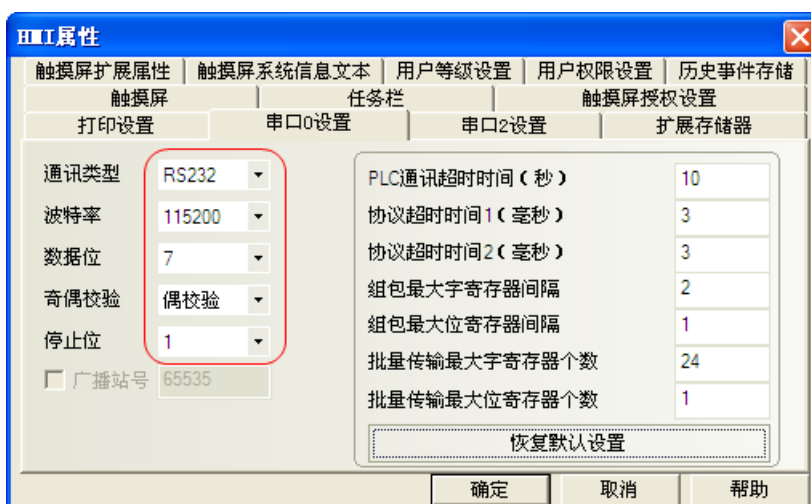 HMI属性
触摸屏扩展属性 触摸屏系统信息文本 用户等级设置 用户权限设置 历史事件存储
触摸屏 任务栏 触摸屏授权设置
打印设置 串口0设置 串口2设置 扩展存储器
通讯类型 RS232
波特率 115200
数据位 7
奇偶校验 偶校验
停止位 1
广播站号 65535
PLC通讯超时时间(秒) 10
协议超时时间1(毫秒) 3
协议超时时间2(毫秒) 3
组包最大字寄存器间隔 2
组包最大位寄存器间隔 1
批量传输最大字寄存器个数 24
批量传输最大位寄存器个数 1
恢复默认设置
确定 取消 帮助